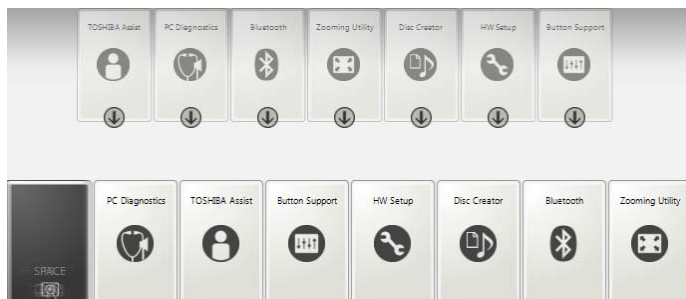 TOSHIBA Assist PC Diagnostics Bluetooth Zooming Utility Disc Creator HW Setup Button Support
PC Diagnostics TOSHIBA Assist Button Support HW Setup Disc Creator Bluetooth Zooming Utility
SPACE